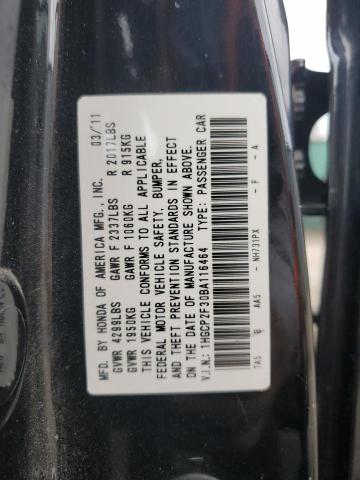 MFD. BY HONDA OF AMERICA MFG., INC. 03/11
GVWR 4299LBS GAWR F 2337LBS R 2017LBS
GVWR 1950KG GAWR F 1060KG R 915KG
THIS VEHICLE CONFORMS TO ALL APPLICABLE
FEDERAL MOTOR VEHICLE SAFETY, BUMPER,
AND THEFT PREVENTION STANDARDS IN EFFECT
ON THE DATE OF MANUFACTURE SHOWN ABOVE.
V.I.N.: 1HGCP2F30BA116464 TYPE: PASSENGER CAR
TA5 B AA5 - NH731PX - F - A